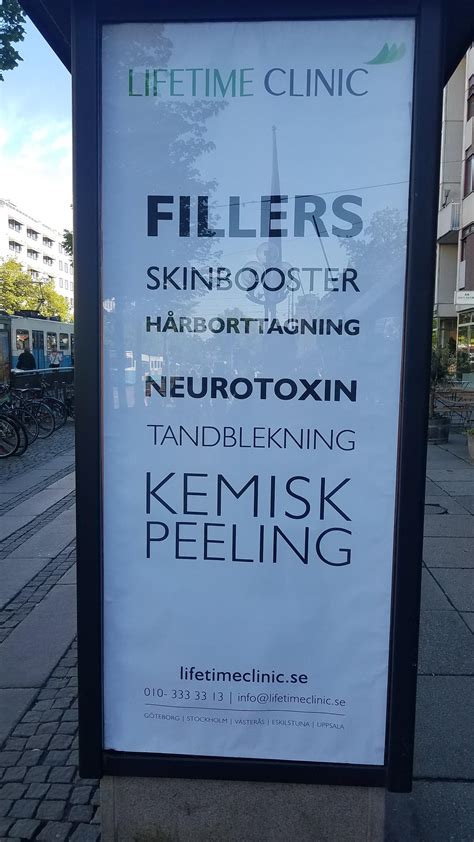 LIFETIME CLINIC
FILLERS
SKINBOOSTER
HÅRBORTTAGNING
NEUROTOXIN
TANDBLEKNING
KEMISK
PEELING
lifetimeclinic.se
010- 333 33 13 | info@lifetimeclinic.se
GÖTEBORG | STOCKHOLM | VÄSTERÅS | ESKILSTUNA | UPPSALA